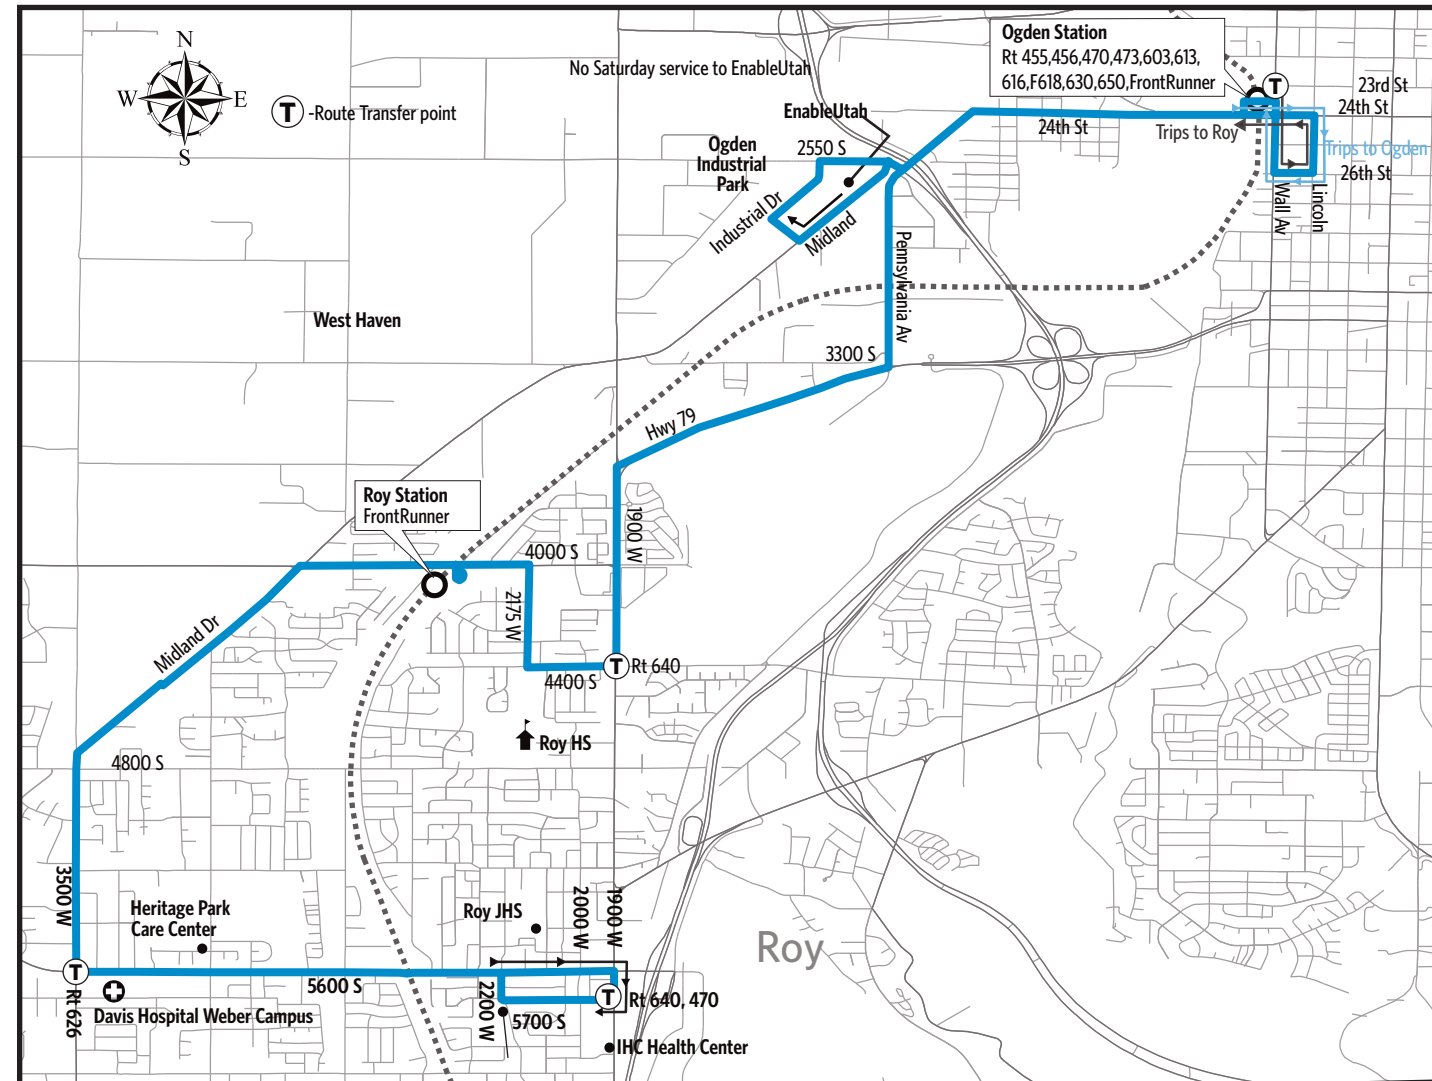 N
W
E
S
T
-Route Transfer point
No Saturday service to EnableUtah
Ogden Station
Rt 455,456,470,473,603,613,
616,F618,630,650,FrontRunner
T
23rd St
24th St
24th St
Trips to Roy
Trips to Ogden
26th St
Wall Av
Lincoln
EnableUtah
Ogden
Industrial
Park
2550 S
Industrial Dr
Midland
Pennsylvania Av
West Haven
3300 S
Hwy 79
Roy Station
FrontRunner
1900 W
4000 S
2175 W
Midland Dr
T
Rt 640
4400 S
Roy HS
4800 S
3500 W
Heritage Park
Care Center
Roy JHS
2000 W
1900 W
Roy
T
Rt 626
5600 S
2200 W
T
Rt 640, 470
Davis Hospital Weber Campus
5700 S
IHC Health Center